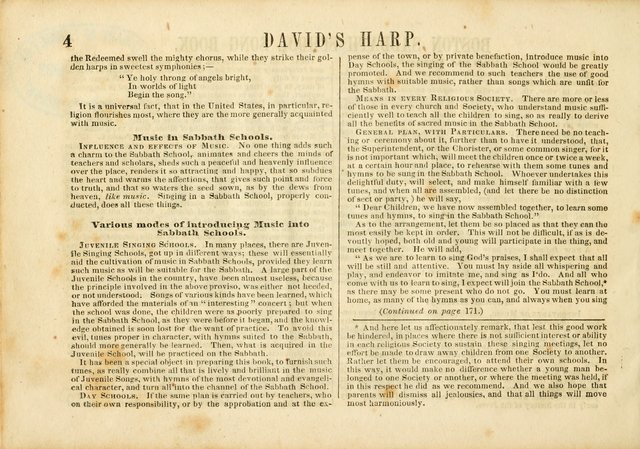 4
DAVID'S HARP.
the Redeemed swell the mighty chorus, while they strike their gol-
den harps in sweetest symphonies;—
"Ye holy throng of angels bright,
In worlds of light
Begin the song."
It is a universal fact, that in the United States, in particular, re-
ligion flourishes most, where they are the more generally acquainted
with music.
Music in Sabbath Schools.
INFLUENCE AND EFFECTS OF MUSIC. No one thing adds such
a charm to the Sabbath School, animates and cheers the minds of
teachers and scholars, sheds such a peaceful and heavenly influence
over the place, renders it so attracting and happy, that so subdues
the heart and warms the affections, that gives such point and force
to truth, and that so waters the seed sown, as by the dews from
heaven, like music. Singing in a Sabbath School, properly con-
ducted, does all these things.
Various modes of introducing Music into
Sabbath Schools.
JUVENILE SINGING SCHOOLS. In many places, there are Juven-
ile Singing Schools, got up in different ways; these will essentially
aid the cultivation of music in Sabbath Schools, provided they learn
such music as will be suitable for the Sabbath. A large part of the
Juvenile Schools in the country, have been almost useless, because
the principle involved in the above proviso, was either not heeded,
or not understood. Songs of various kinds have been learned, which
have afforded the materials of an "interesting" concert; but when
the school was done, the children were as poorly prepared to sing
in the Sabbath School, as they were before it began, and the knowl-
edge obtained is soon lost for the want of practice. To avoid this
evil, tunes proper in character, with hymns suited to the Sabbath,
should more generally be learned. Then, what is acquired in the
Juvenile School, will be practiced on the Sabbath.
It has been a special object in preparing this book, to furnish such
tunes, as really combine all that is lively and brilliant in the music
of Juvenile Songs, with hymns of the most devotional and evangeli-
cal character, and turn all into the channel of the Sabbath School.
DAY SCHOOLS. If the same plan is carried out by teachers, who
on their own responsibility, or by the approbation and at the ex-
pense of the town, or by private benefaction, introduce music into
Day Schools, the singing of the Sabbath School would be greatly
promoted. And we recommend to such teachers the use of good
hymns with suitable music, rather than songs which are unfit for
the Sabbath.
MEANS IN EVERY RELIGIOUS SOCIETY. There are more or less
of those in every church and Society, who understand music suffi-
ciently well to teach all the children to sing, so as really to derive
all the benefits of sacred music in the Sabbath School.
GENERAL PLAN, WITH PARTICULARS. There need be no teach-
ing or ceremony about it, further than to have it understood, that,
the Superintendent, or the Chorister, or some common singer, for it
is not important which, will meet the children once or twice a week,
at a certain hour and place, to rehearse with them some tunes and
hymns to be sung in the Sabbath School. Whoever undertakes this
delightful duty, will select, and make himself familiar with a few
tunes, and when all are assembled, (and let there be no distinction
of sect or party,) he will say,
"Dear Children, we have now assembled together, to learn some
tunes and hymns, to sing in the Sabbath School."
As to the arrangement, let them be so placed as that they can the
most easily be kept in order. This will not be difficult, if as is de-
voutly hoped, both old and young will participate in the thing, and
meet together. He will add,
"As we are to learn to sing God's praises, I shall expect that all
will be still and attentive. You must lay aside all whispering and
play, and endeavor to imitate me, and sing as I do. And all who
come with us to learn to sing, I expect will join the Sabbath School,*
as there may be some present who do not go. You must learn at
home, as many of the hymns as you can, and always when you sing
(Continued on page 171.)
* And here let us affectionately remark, that lest this good work
be hindered, in places where there is not sufficient interest or ability
in each religious Society to sustain these singing meetings, let no
effort be made to draw away children from one Society to another.
Rather let them be encouraged, to attend their own schools. In
this way, it would make no difference whether a young man be-
longed to one Society or another, or where the meeting was held, if
in this respect he did as we recommend. And we also hope that
parents will dismiss all jealousies, and that all things will move
most harmoniously.